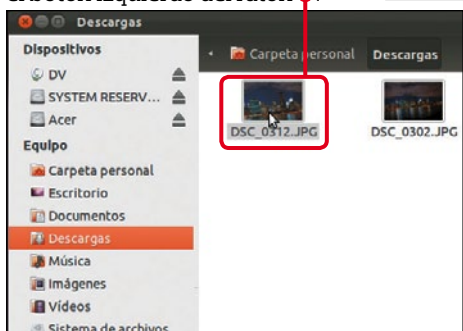 Descargas
Dispositivos
DV
SYSTEM RESERV...
Acer
Equipo
Carpeta personal
Escritorio
Documentos
Descargas
Música
Imágenes
Vídeos
Sistema de archivos
Carpeta personal Descargas
DSC_0312.JPG DSC_0302.JPG